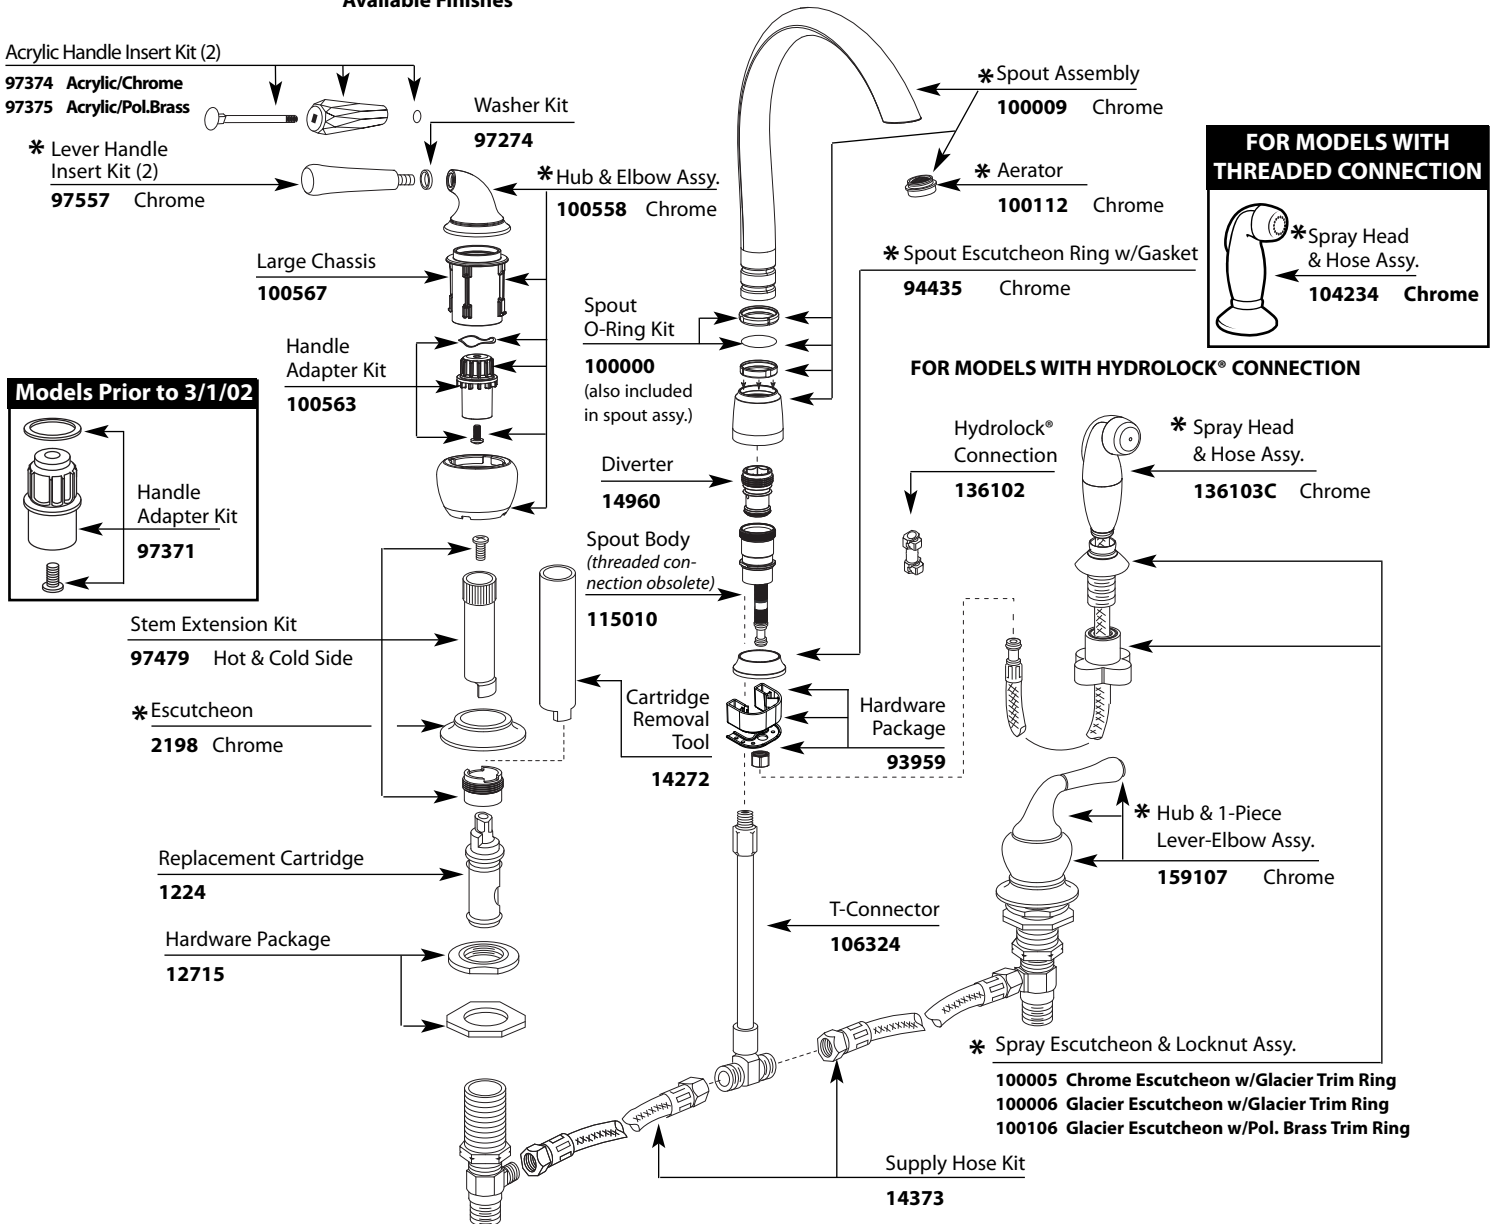 Available Finishes
Acrylic Handle Insert Kit (2)
97374 Acrylic/Chrome
97375 Acrylic/Pol.Brass
* Lever Handle
Insert Kit (2)
97557 Chrome
Washer Kit
97274
* Hub & Elbow Assy.
100558 Chrome
Large Chassis
100567
Handle
Adapter Kit
100563
Models Prior to 3/1/02
Handle
Adapter Kit
97371
Stem Extension Kit
97479 Hot & Cold Side
* Escutcheon
2198 Chrome
Replacement Cartridge
1224
Hardware Package
12715
* Spout Assembly
100009 Chrome
* Aerator
100112 Chrome
* Spout Escutcheon Ring w/Gasket
94435 Chrome
Spout
O-Ring Kit
100000
(also included
in spout assy.)
Diverter
14960
Spout Body
(threaded con-
nection obsolete)
115010
Cartridge
Removal
Tool
14272
Hardware
Package
93959
T-Connector
106324
Supply Hose Kit
14373
FOR MODELS WITH
THREADED CONNECTION
* Spray Head
& Hose Assy.
104234 Chrome
FOR MODELS WITH HYDROLOCK® CONNECTION
Hydrolock®
Connection
136102
* Spray Head
& Hose Assy.
136103C Chrome
* Hub & 1-Piece
Lever-Elbow Assy.
159107 Chrome
* Spray Escutcheon & Locknut Assy.
100005 Chrome Escutcheon w/Glacier Trim Ring
100006 Glacier Escutcheon w/Glacier Trim Ring
100106 Glacier Escutcheon w/Pol. Brass Trim Ring